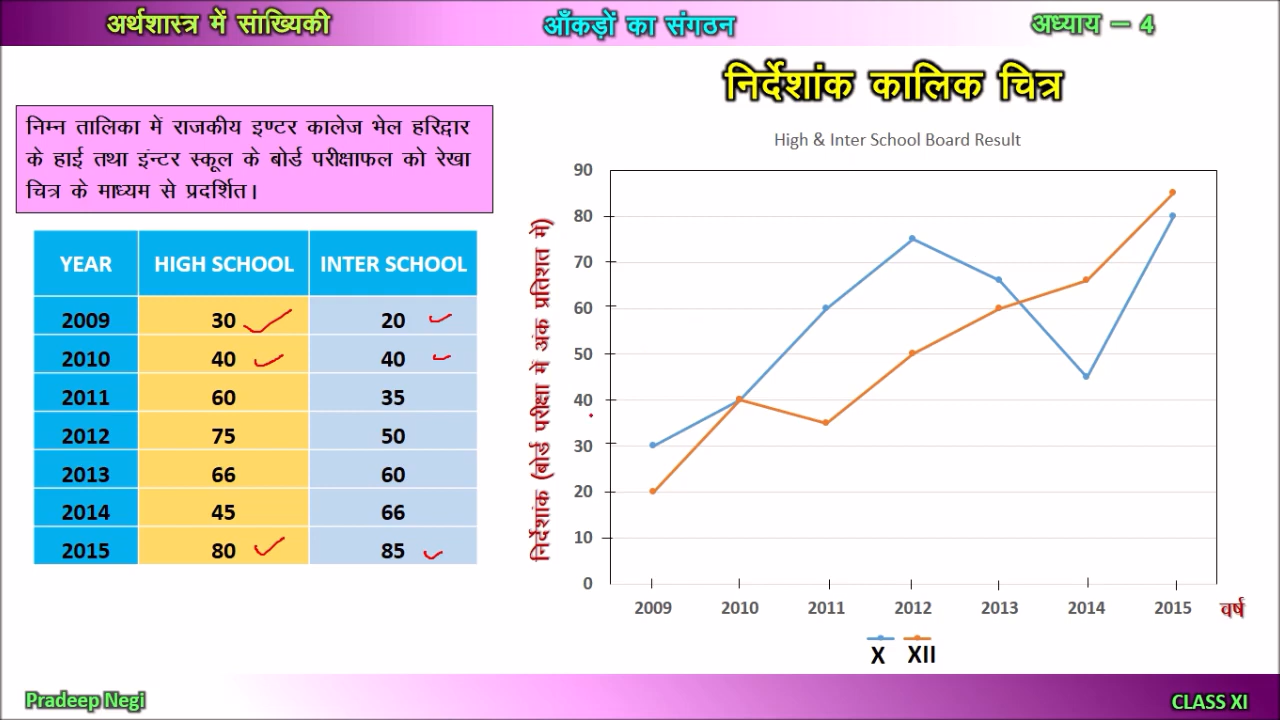 अर्थशास्त्र में सांख्यिकी
आँकड़ों का संगठन
अध्याय – 4
निर्देशांक कालिक चित्र
निम्न तालिका में राजकीय इण्टर कालेज भेल हरिद्वार
के हाई तथा इंन्टर स्कूल के बोर्ड परीक्षाफल को रेखा
चित्र के माध्यम से प्रदर्शित।
YEAR HIGH SCHOOL INTER SCHOOL
2009 30 20
2010 40 40
2011 60 35
2012 75 50
2013 66 60
2014 45 66
2015 80 85
High & Inter School Board Result
निर्देशांक (बोर्ड परीक्षा में अंक प्रतिशत में)
90
80
70
60
50
40
30
20
10
0
2009 2010 2011 2012 2013 2014 2015 वर्ष
X XII
Pradeep Negi
CLASS XI